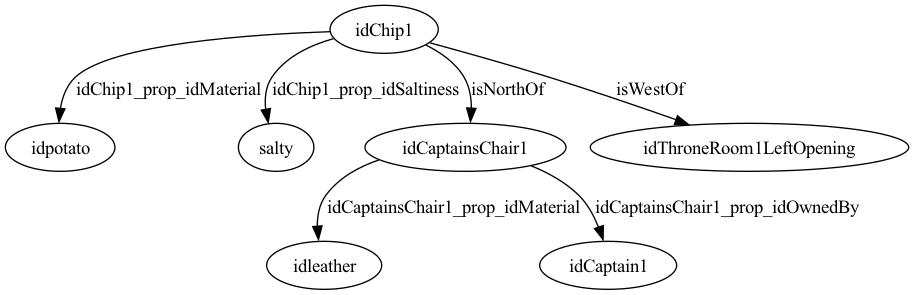 idChip1
idChip1_prop_idMaterial
idChip1_prop_idSaltiness
isNorthOf
isWestOf
idpotato
salty
idCaptainsChair1
idThroneRoom1LeftOpening
idCaptainsChair1_prop_idMaterial
idCaptainsChair1_prop_idOwnedBy
idleather
idCaptain1